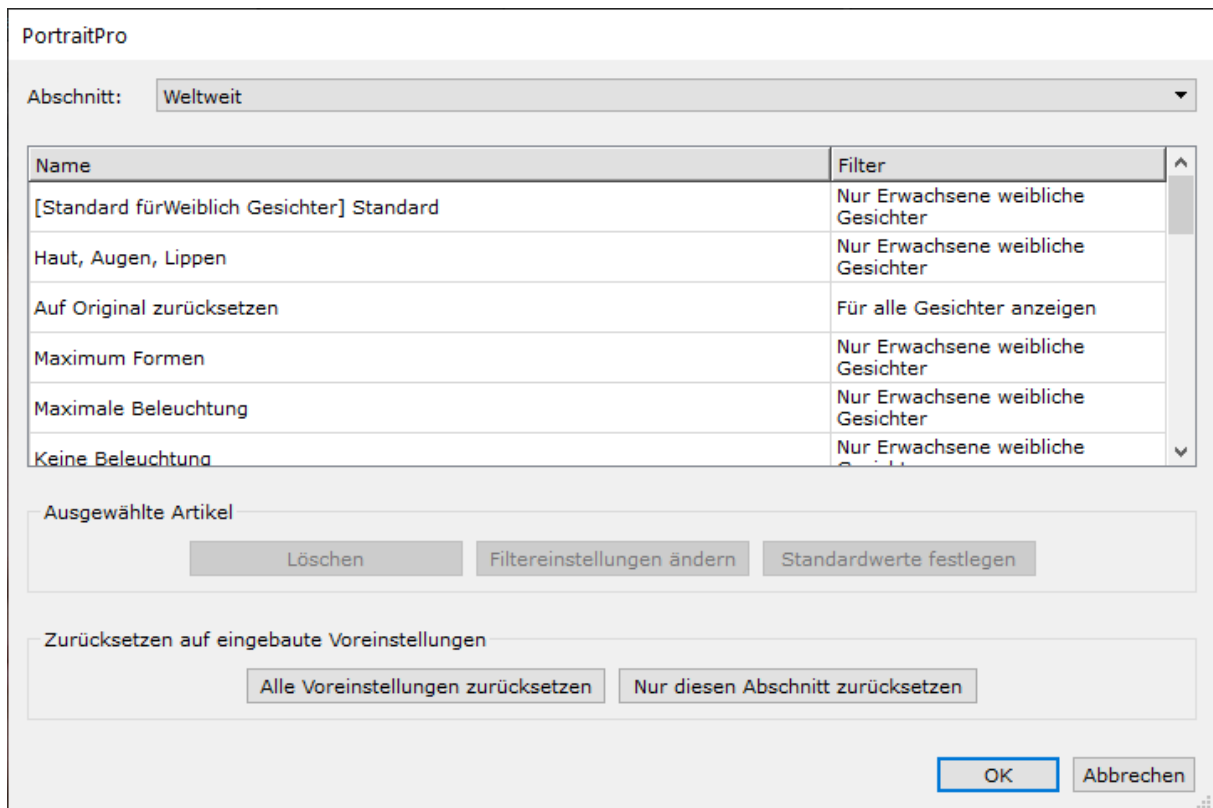 PortraitPro
Abschnitt: Weltweit
Name Filter
[Standard fürWeiblich Gesichter] Standard Nur Erwachsene weibliche
Gesichter
Haut, Augen, Lippen Nur Erwachsene weibliche
Gesichter
Auf Original zurücksetzen Für alle Gesichter anzeigen
Maximum Formen Nur Erwachsene weibliche
Gesichter
Maximale Beleuchtung Nur Erwachsene weibliche
Gesichter
Keine Beleuchtung Nur Erwachsene weibliche
Ausgewählte Artikel
Löschen Filtereinstellungen ändern Standardwerte festlegen
Zurücksetzen auf eingebaute Voreinstellungen
Alle Voreinstellungen zurücksetzen Nur diesen Abschnitt zurücksetzen
OK Abbrechen